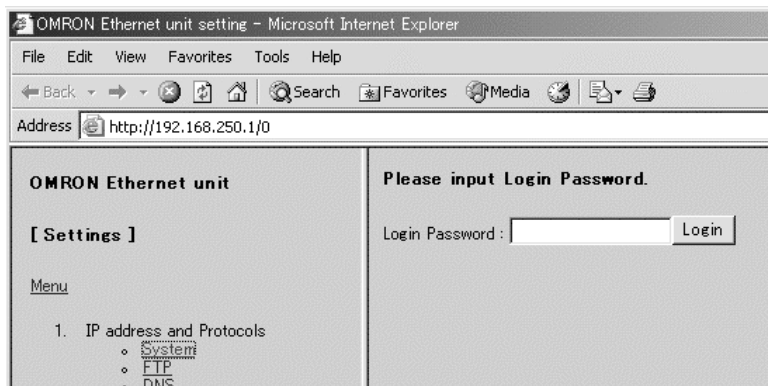 OMRON Ethernet unit setting - Microsoft Internet Explorer
File Edit View Favorites Tools Help
Back Search Favorites Media
Address http://192.168.250.1/0
OMRON Ethernet unit
[ Settings ]
Menu
1. IP address and Protocols
System
FTP
DNS
Please input Login Password.
Login Password : Login